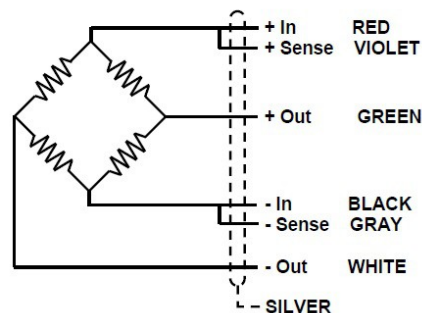 + In RED
+ Sense VIOLET
+ Out GREEN
- In BLACK
- Sense GRAY
- Out WHITE
SILVER